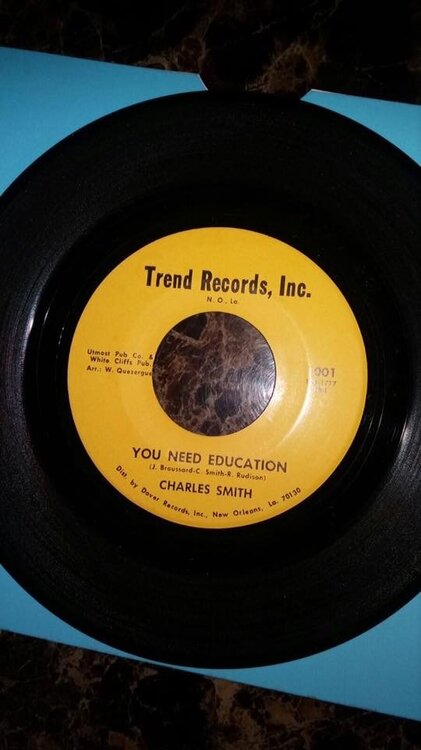 Trend Records, Inc.
N. O., La.
Utmost Pub Co. &
White Cliffs Pub.
Arr.: W. Quezergue
001
YOU NEED EDUCATION
(J. Broussard-C. Smith-R. Rudison)
CHARLES SMITH
Dist. by Dover Records, Inc., New Orleans, La. 70130